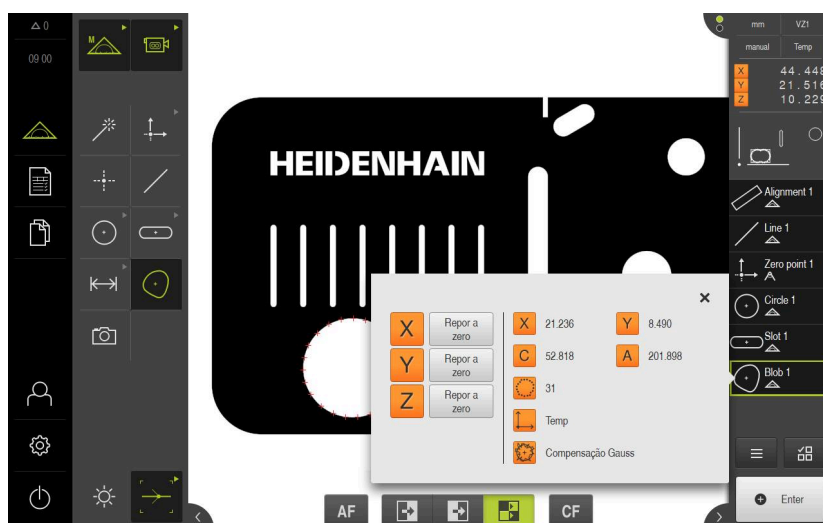 0
mm VZ1
09 00
M
manual Temp
X 44.448
Y 21.516
Z 10.229
HEIDENHAIN
Alignment 1
Line 1
Zero point 1
Circle 1
Slot 1
Blob 1
X Repor a
zero
Y Repor a
zero
Z Repor a
zero
X 21.236 Y 8.490
C 52.818 A 201.898
31
Temp
Compensação Gauss
AF CF
Enter